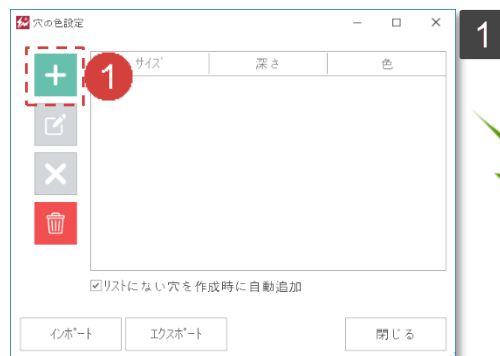 穴の色設定
1
サイズ 深さ 色
1
☑リストにない穴を作成時に自動追加
インポート エクスポート 閉じる